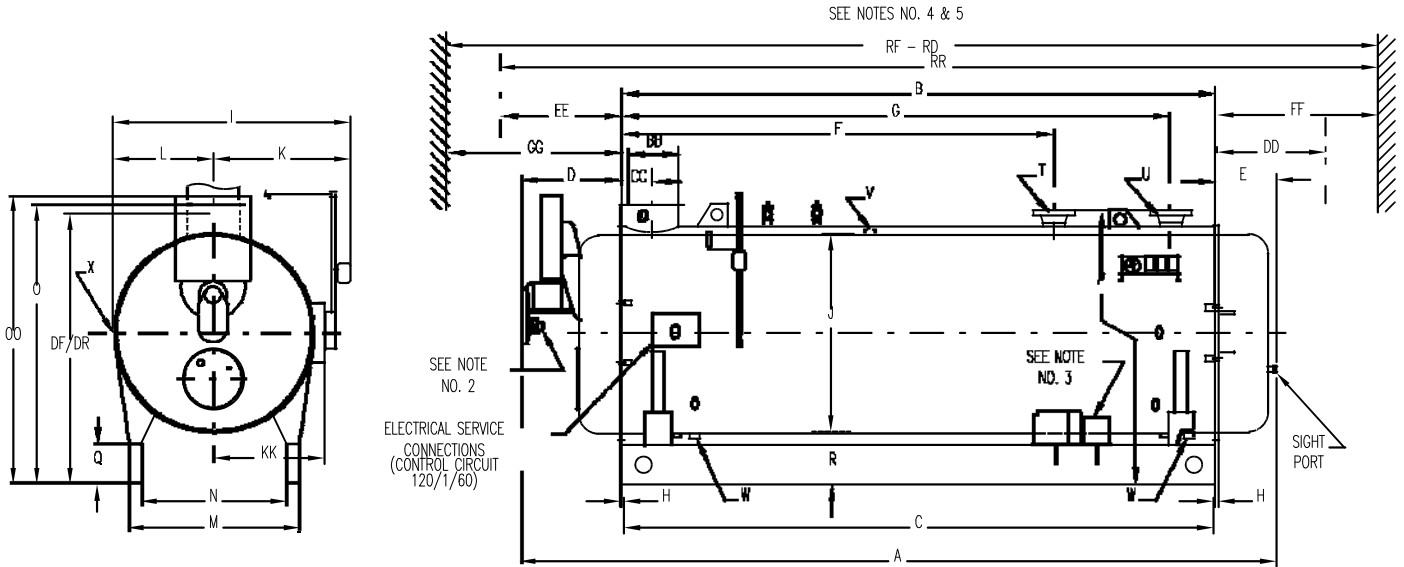 SEE NOTES NO. 4 & 5
RF - RD
RR
B
EE
G
FF
I
F
GG
BB
DD
L
K
D
CC
T
U
V
E
X
OO
O
DF/DR
J
SEE NOTE
NO. 2
SEE NOTE
NO. 3
ELECTRICAL SERVICE
CONNECTIONS
(CONTROL CIRCUIT
120/1/60)
SIGHT
PORT
Q
KK
R
N
H
W
W
H
M
C
A